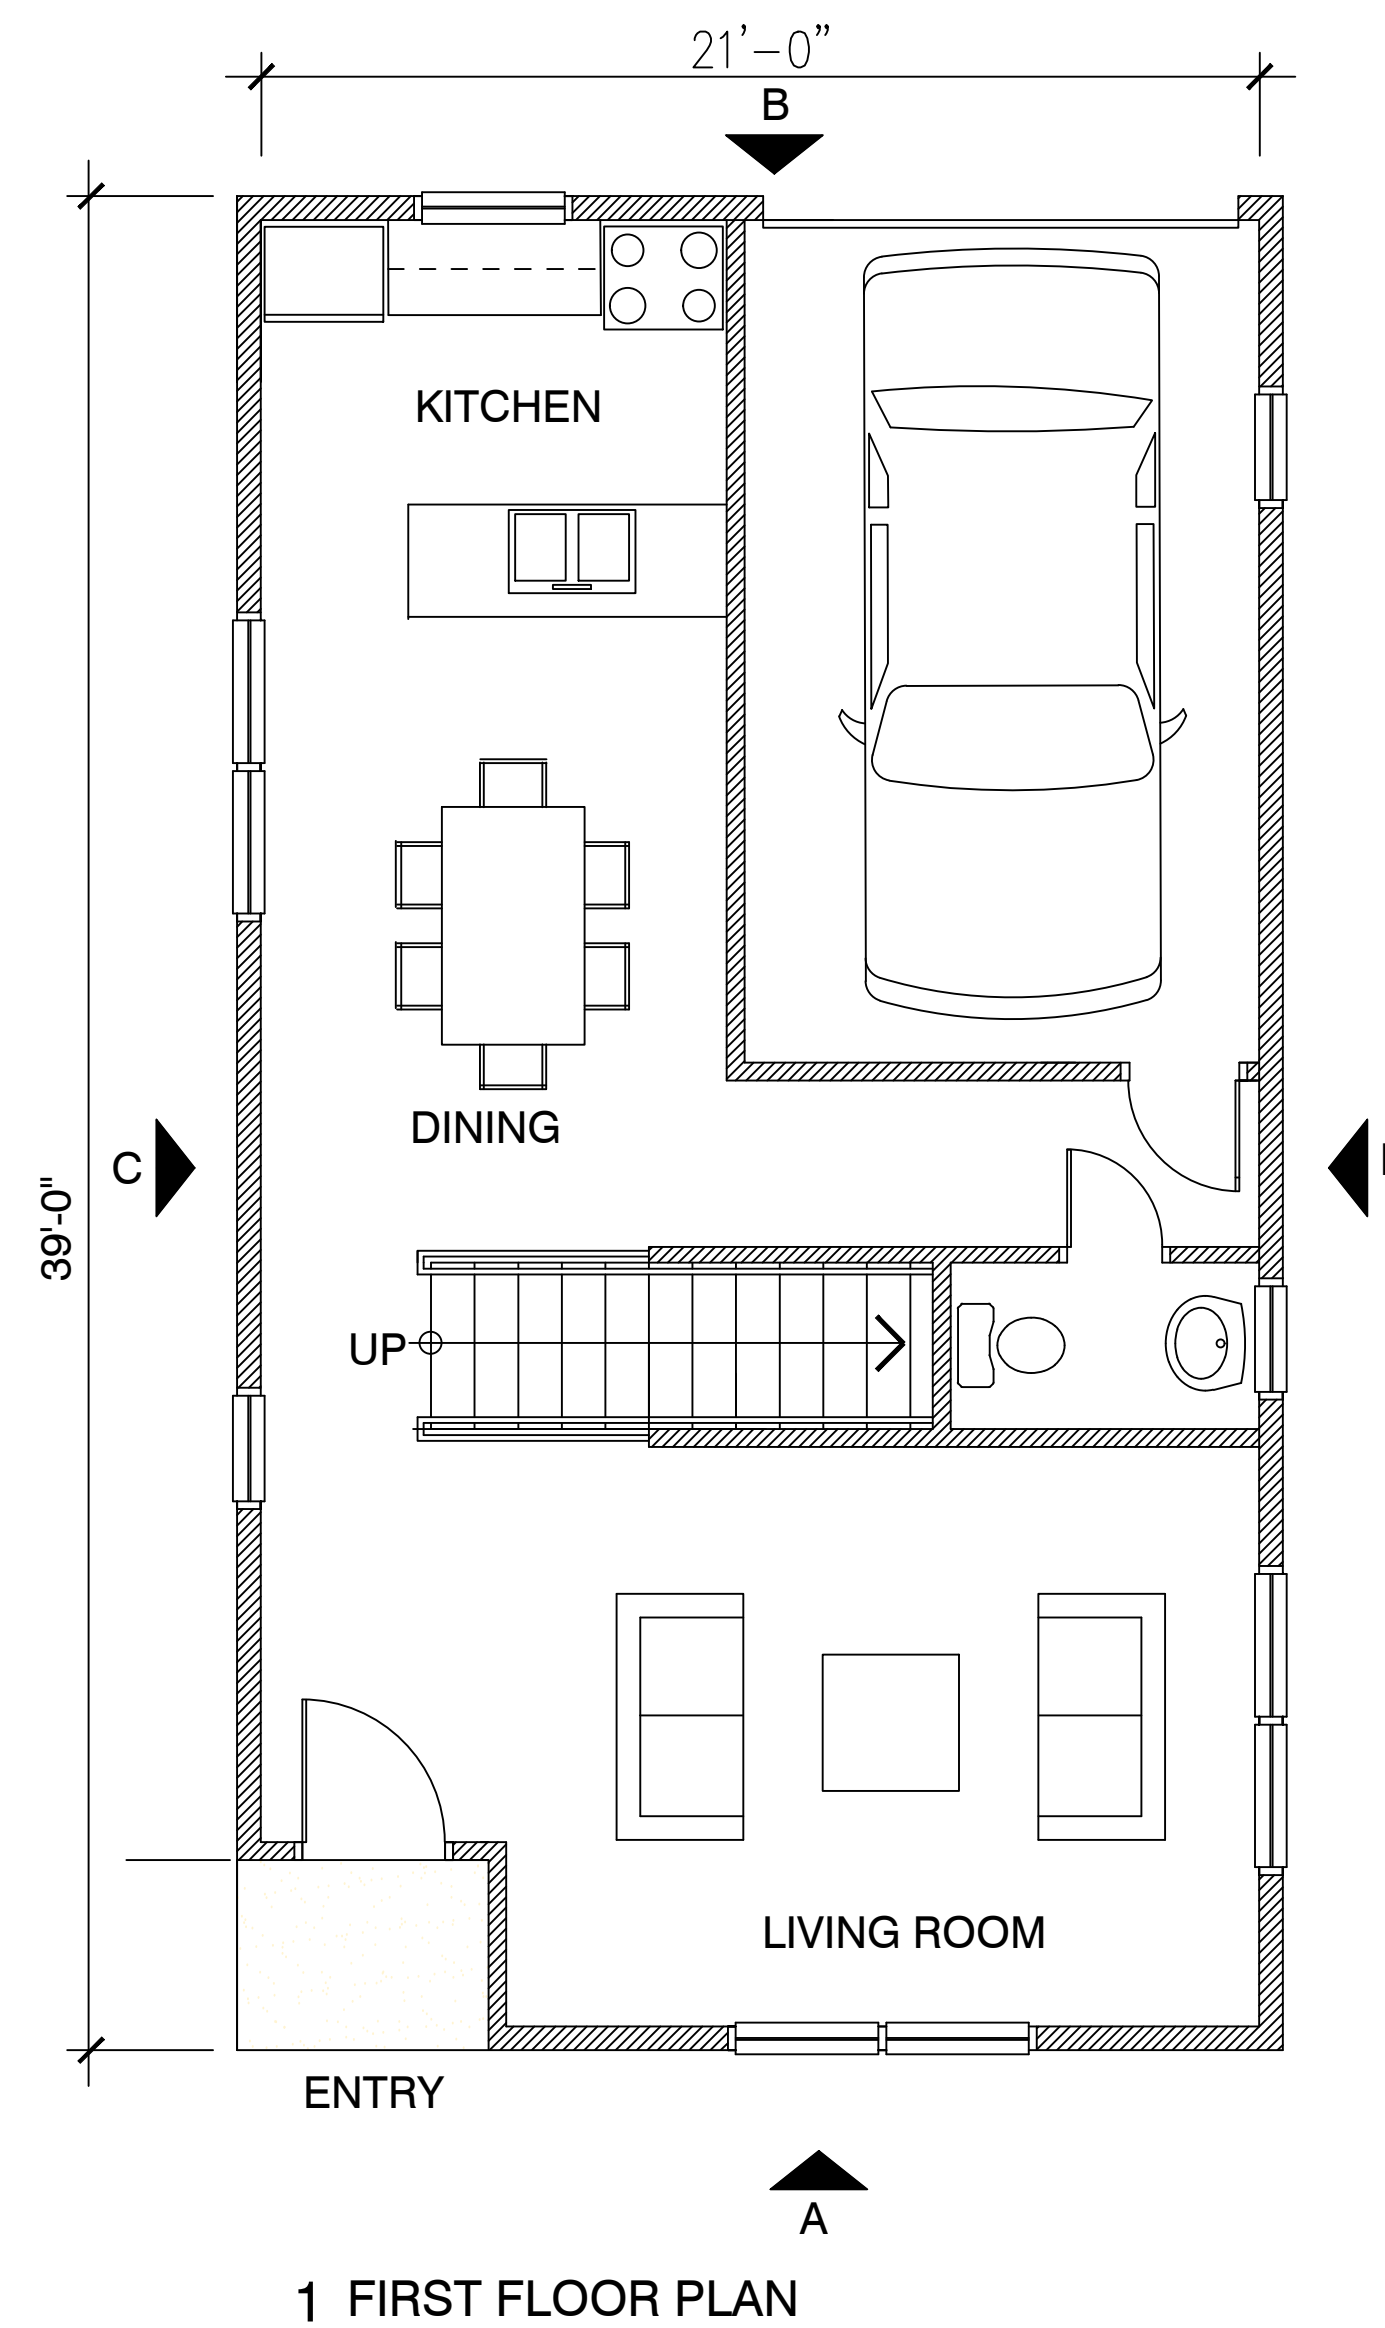 21'-0"
B
KITCHEN
DINING
C
39'-0"
UP
LIVING ROOM
ENTRY
A
1 FIRST FLOOR PLAN